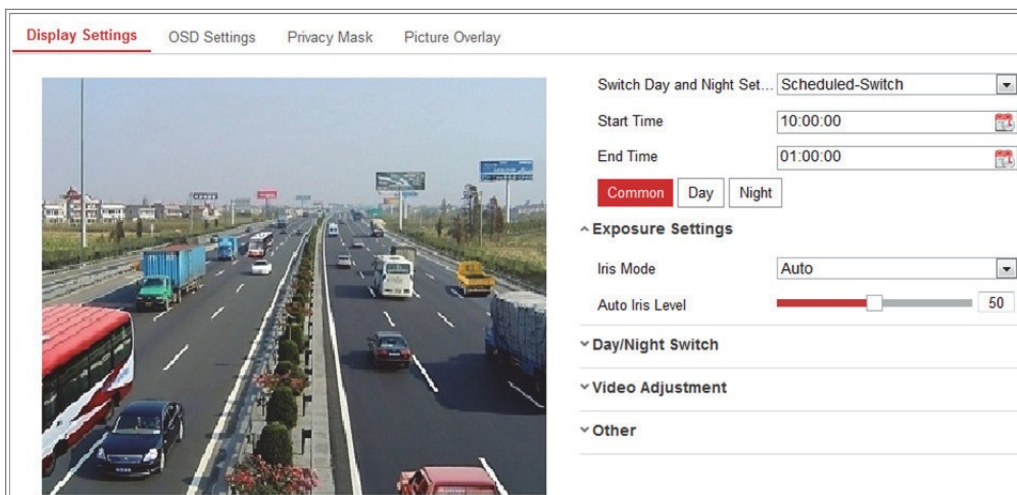 Display Settings OSD Settings Privacy Mask Picture Overlay
Switch Day and Night Set... Scheduled-Switch
Start Time 10:00:00
End Time 01:00:00
Common Day Night
Exposure Settings
Iris Mode Auto
Auto Iris Level 50
Day/Night Switch
Video Adjustment
Other